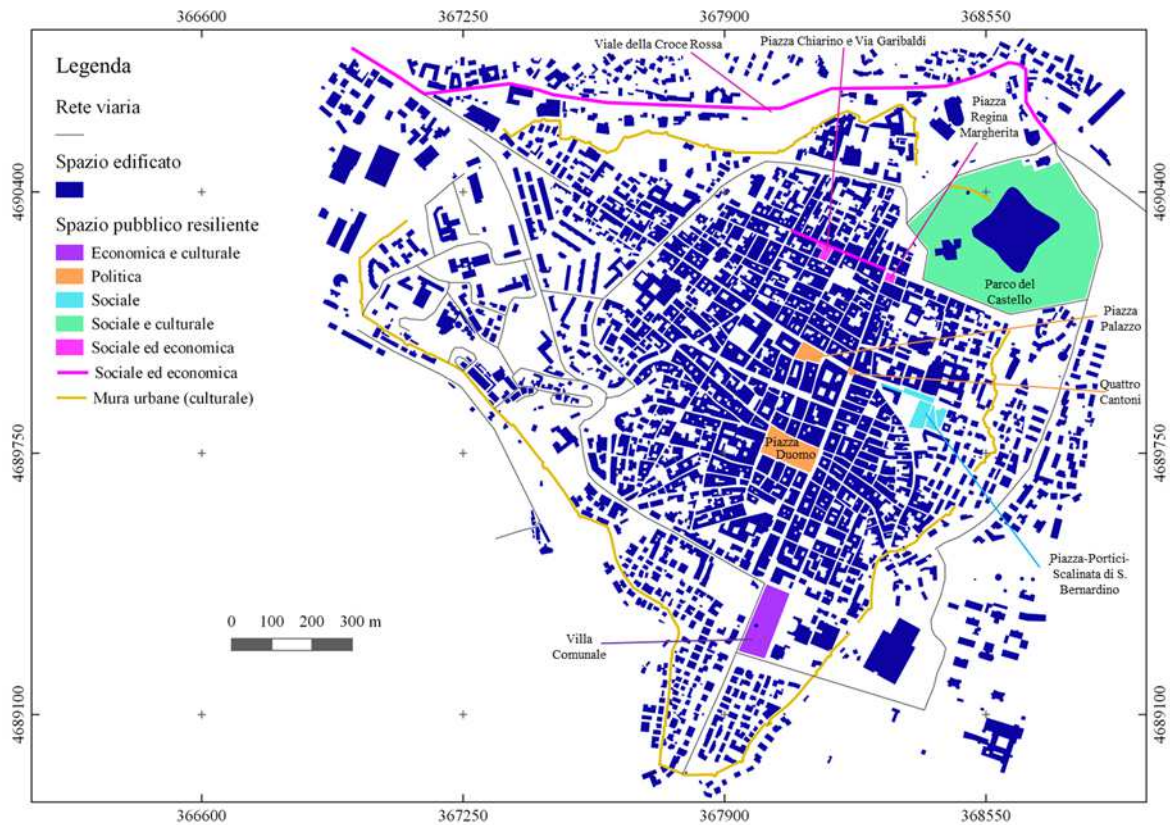 366600
367250
367900
368550
Legenda
Rete viaria
Spazio edificato
Spazio pubblico resiliente
Economica e culturale
Politica
Sociale
Sociale e culturale
Sociale ed economica
Sociale ed economica
Mura urbane (culturale)
Viale della Croce Rossa
Piazza Chiarino e Via Garibaldi
Piazza
Regina
Margherita
4690400
4690400
Parco del
Castello
Piazza
Palazzo
Quattro
Cantoni
4689750
4689750
Piazza
Duomo
Piazza-Portici-
Scalinata di S.
Bernardino
0 100 200 300 m
Villa
Comunale
4689100
4689100
366600
367250
367900
368550